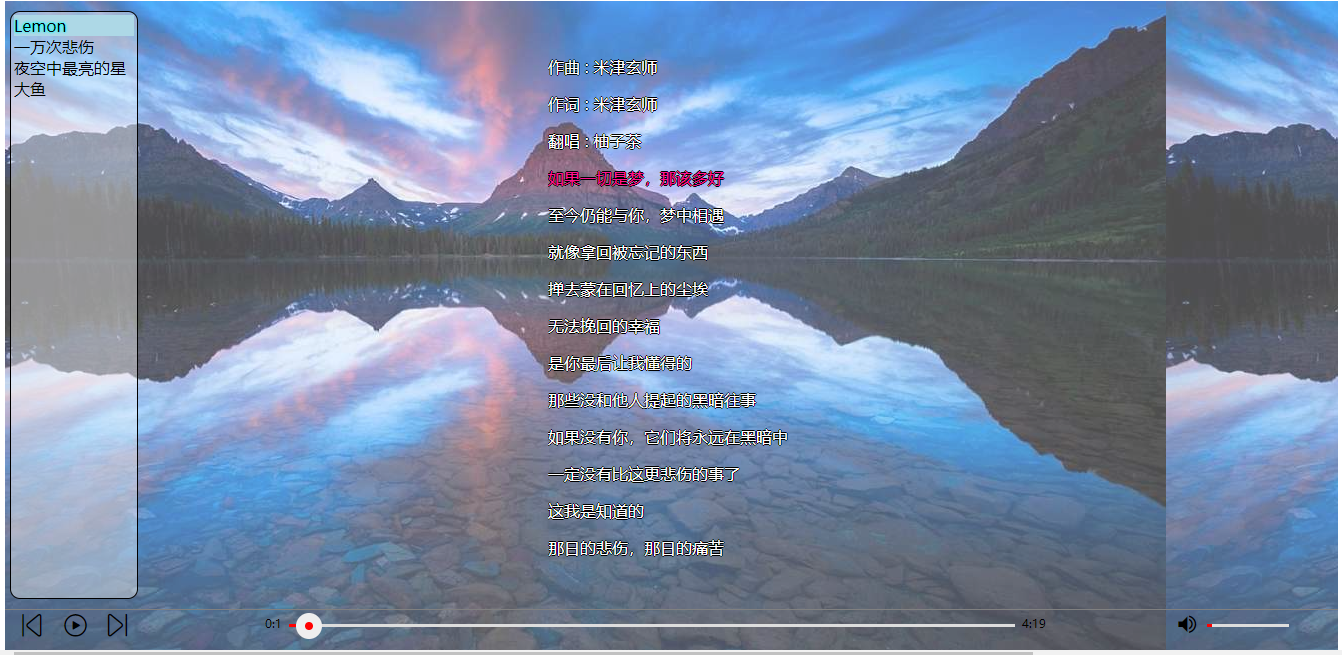 Lemon
一万次悲伤
夜空中最亮的星
大鱼
作曲 : 米津玄师
作词 : 米津玄师
翻唱 : 柚子茶
如果一切是梦，那该多好
至今仍能与你，梦中相遇
就像拿回被忘记的东西
掸去蒙在回忆上的尘埃
无法挽回的幸福
是你最后让我懂得的
那些没和他人提起的黑暗往事
如果没有你，它们将永远在黑暗中
一定没有比这更悲伤的事了
这我是知道的
那日的悲伤，那日的痛苦
0:1
4:19